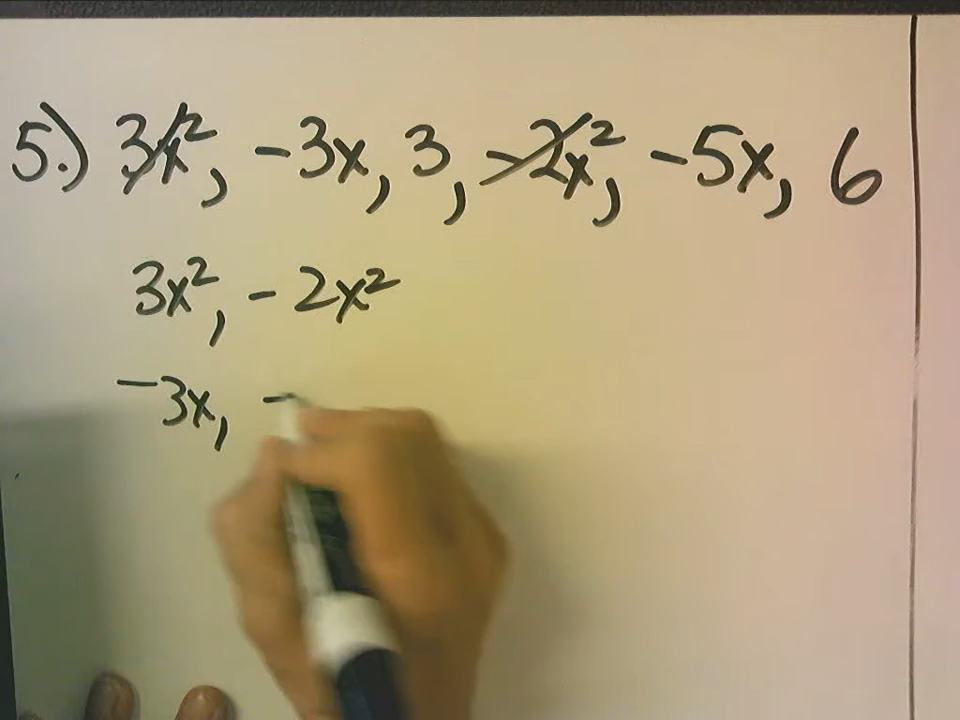 5.) 3x², -3x, 3, -2x², -5x, 6
3x², -2x²
-3x, -